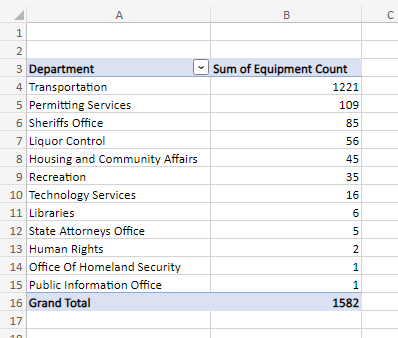 A B C
1
2
3 Department Sum of Equipment Count
4 Transportation 1221
5 Permitting Services 109
6 Sheriffs Office 85
7 Liquor Control 56
8 Housing and Community Affairs 45
9 Recreation 35
10 Technology Services 16
11 Libraries 6
12 State Attorneys Office 5
13 Human Rights 2
14 Office Of Homeland Security 1
15 Public Information Office 1
16 Grand Total 1582
17
18